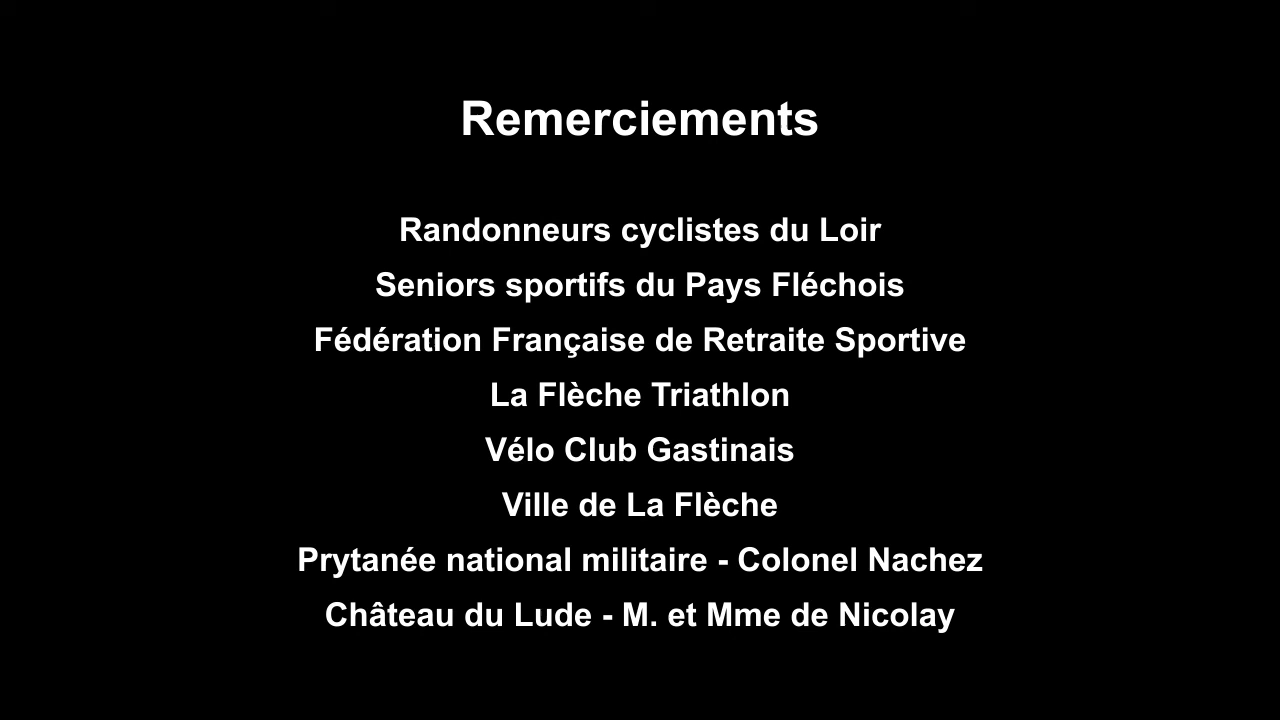 Remerciements
Randonneurs cyclistes du Loir
Seniors sportifs du Pays Fléchois
Fédération Française de Retraite Sportive
La Flèche Triathlon
Vélo Club Gastinais
Ville de La Flèche
Prytanée national militaire - Colonel Nachez
Château du Lude - M. et Mme de Nicolay